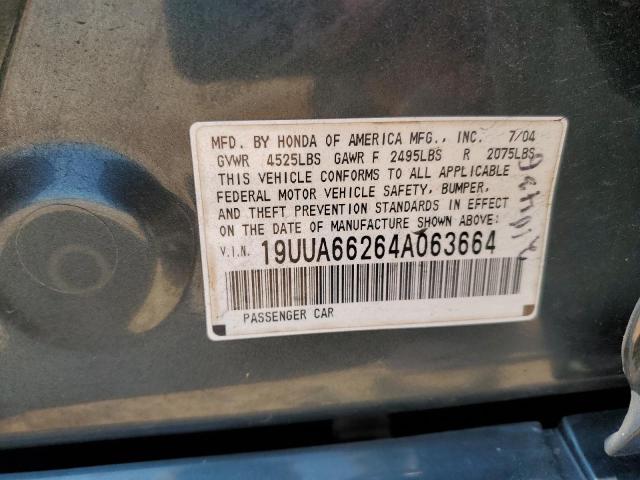 MFD. BY HONDA OF AMERICA MFG., INC. 7/04
GVWR 4525LBS GAWR F 2495LBS R 2075LBS
THIS VEHICLE CONFORMS TO ALL APPLICABLE
FEDERAL MOTOR VEHICLE SAFETY, BUMPER,
AND THEFT PREVENTION STANDARDS IN EFFECT
ON THE DATE OF MANUFACTURE SHOWN ABOVE:
V.I.N. 19UUA66264A063664
PASSENGER CAR